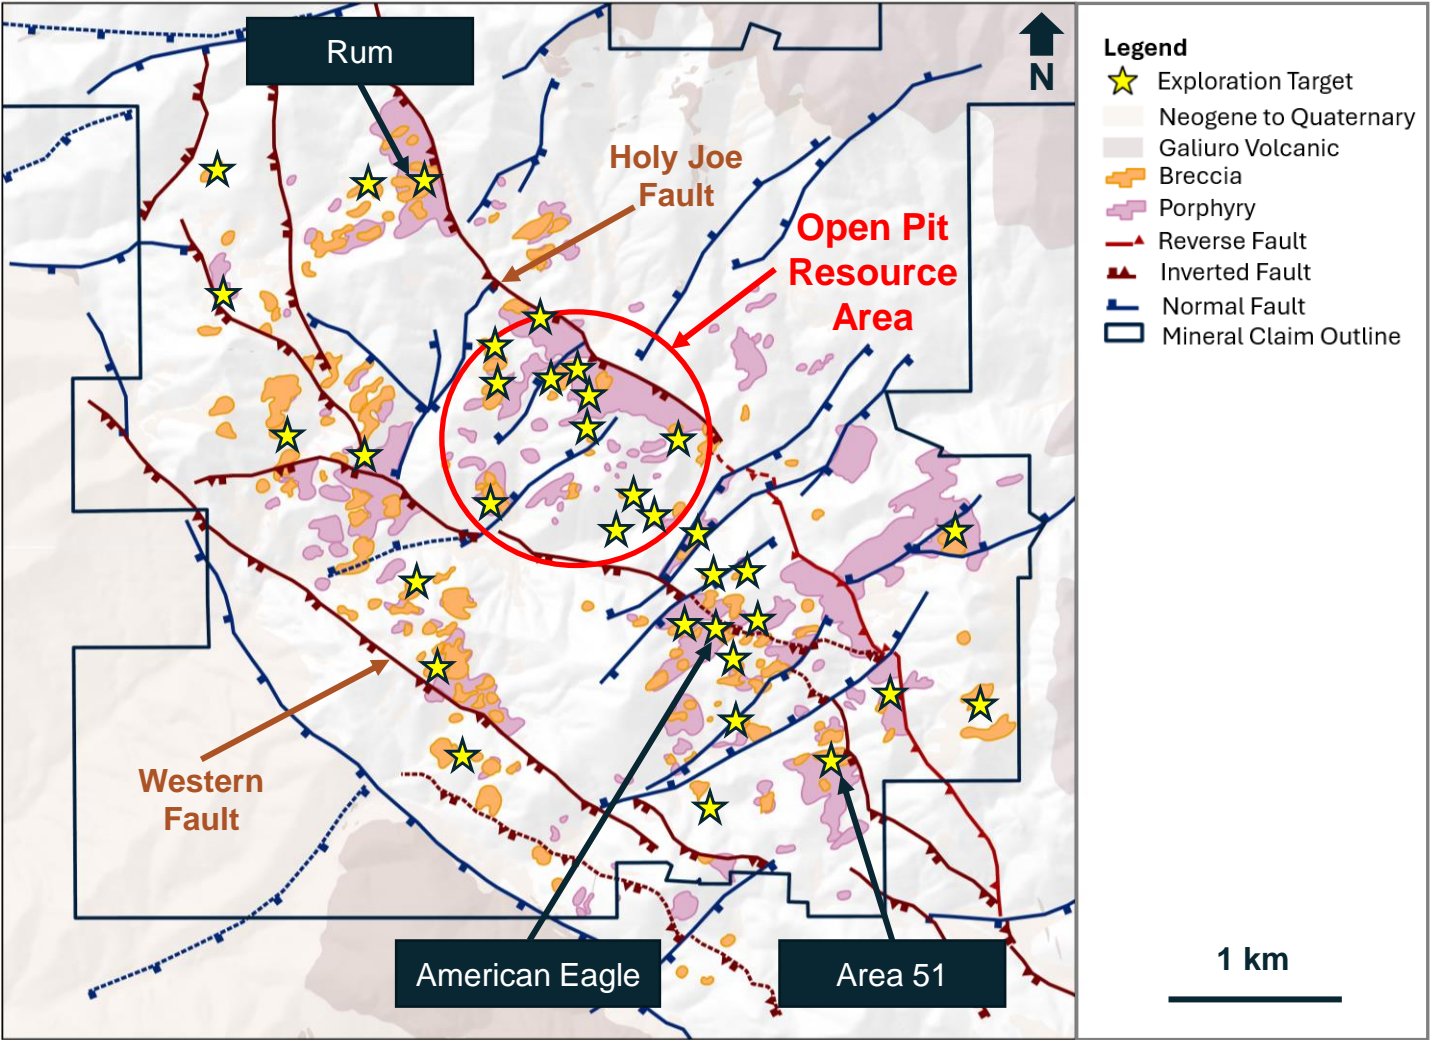 Rum
Holy Joe
Fault
Open Pit
Resource
Area
Western
Fault
American Eagle
Area 51
N
Legend
Exploration Target
Neogene to Quaternary
Galiuro Volcanic
Breccia
Porphyry
Reverse Fault
Inverted Fault
Normal Fault
Mineral Claim Outline
1 km